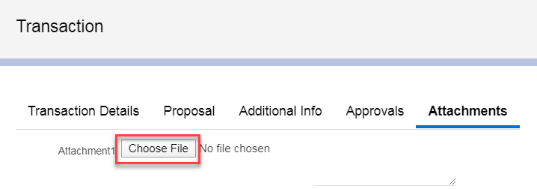 Transaction
Transaction Details Proposal Additional Info Approvals Attachments
Attachment1 Choose File No file chosen